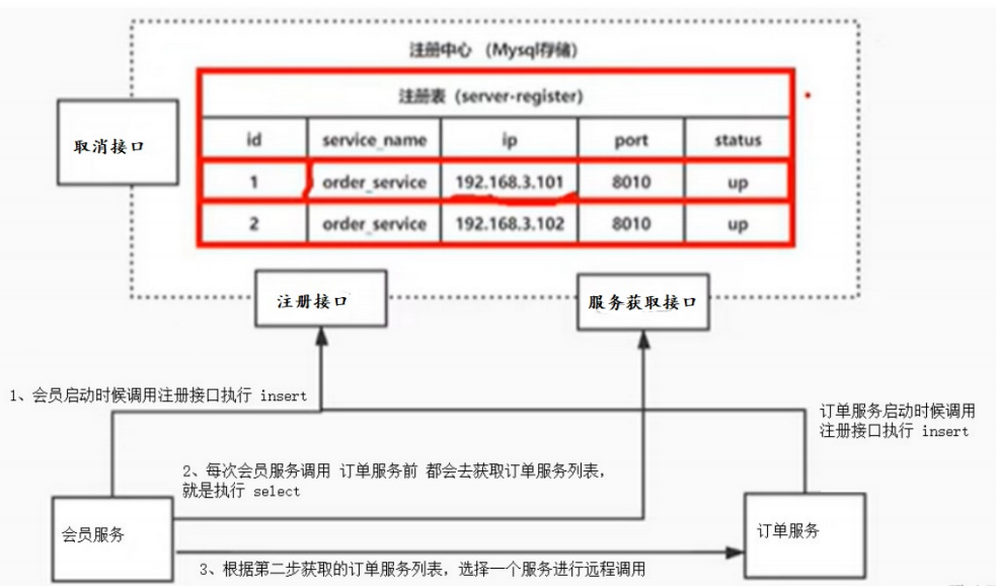 注册中心 （Mysql存储）
注册表（server-register）
取消接口
id service_name ip port status
1 order_service 192.168.3.101 8010 up
2 order_service 192.168.3.102 8010 up
注册接口
服务获取接口
1、会员启动时候调用注册接口执行 insert
订单服务启动时候调用
注册接口执行 insert
2、每次会员服务调用 订单服务前 都会去获取订单服务列表，
就是执行 select
会员服务
订单服务
3、根据第二步获取的订单服务列表，选择一个服务进行远程调用